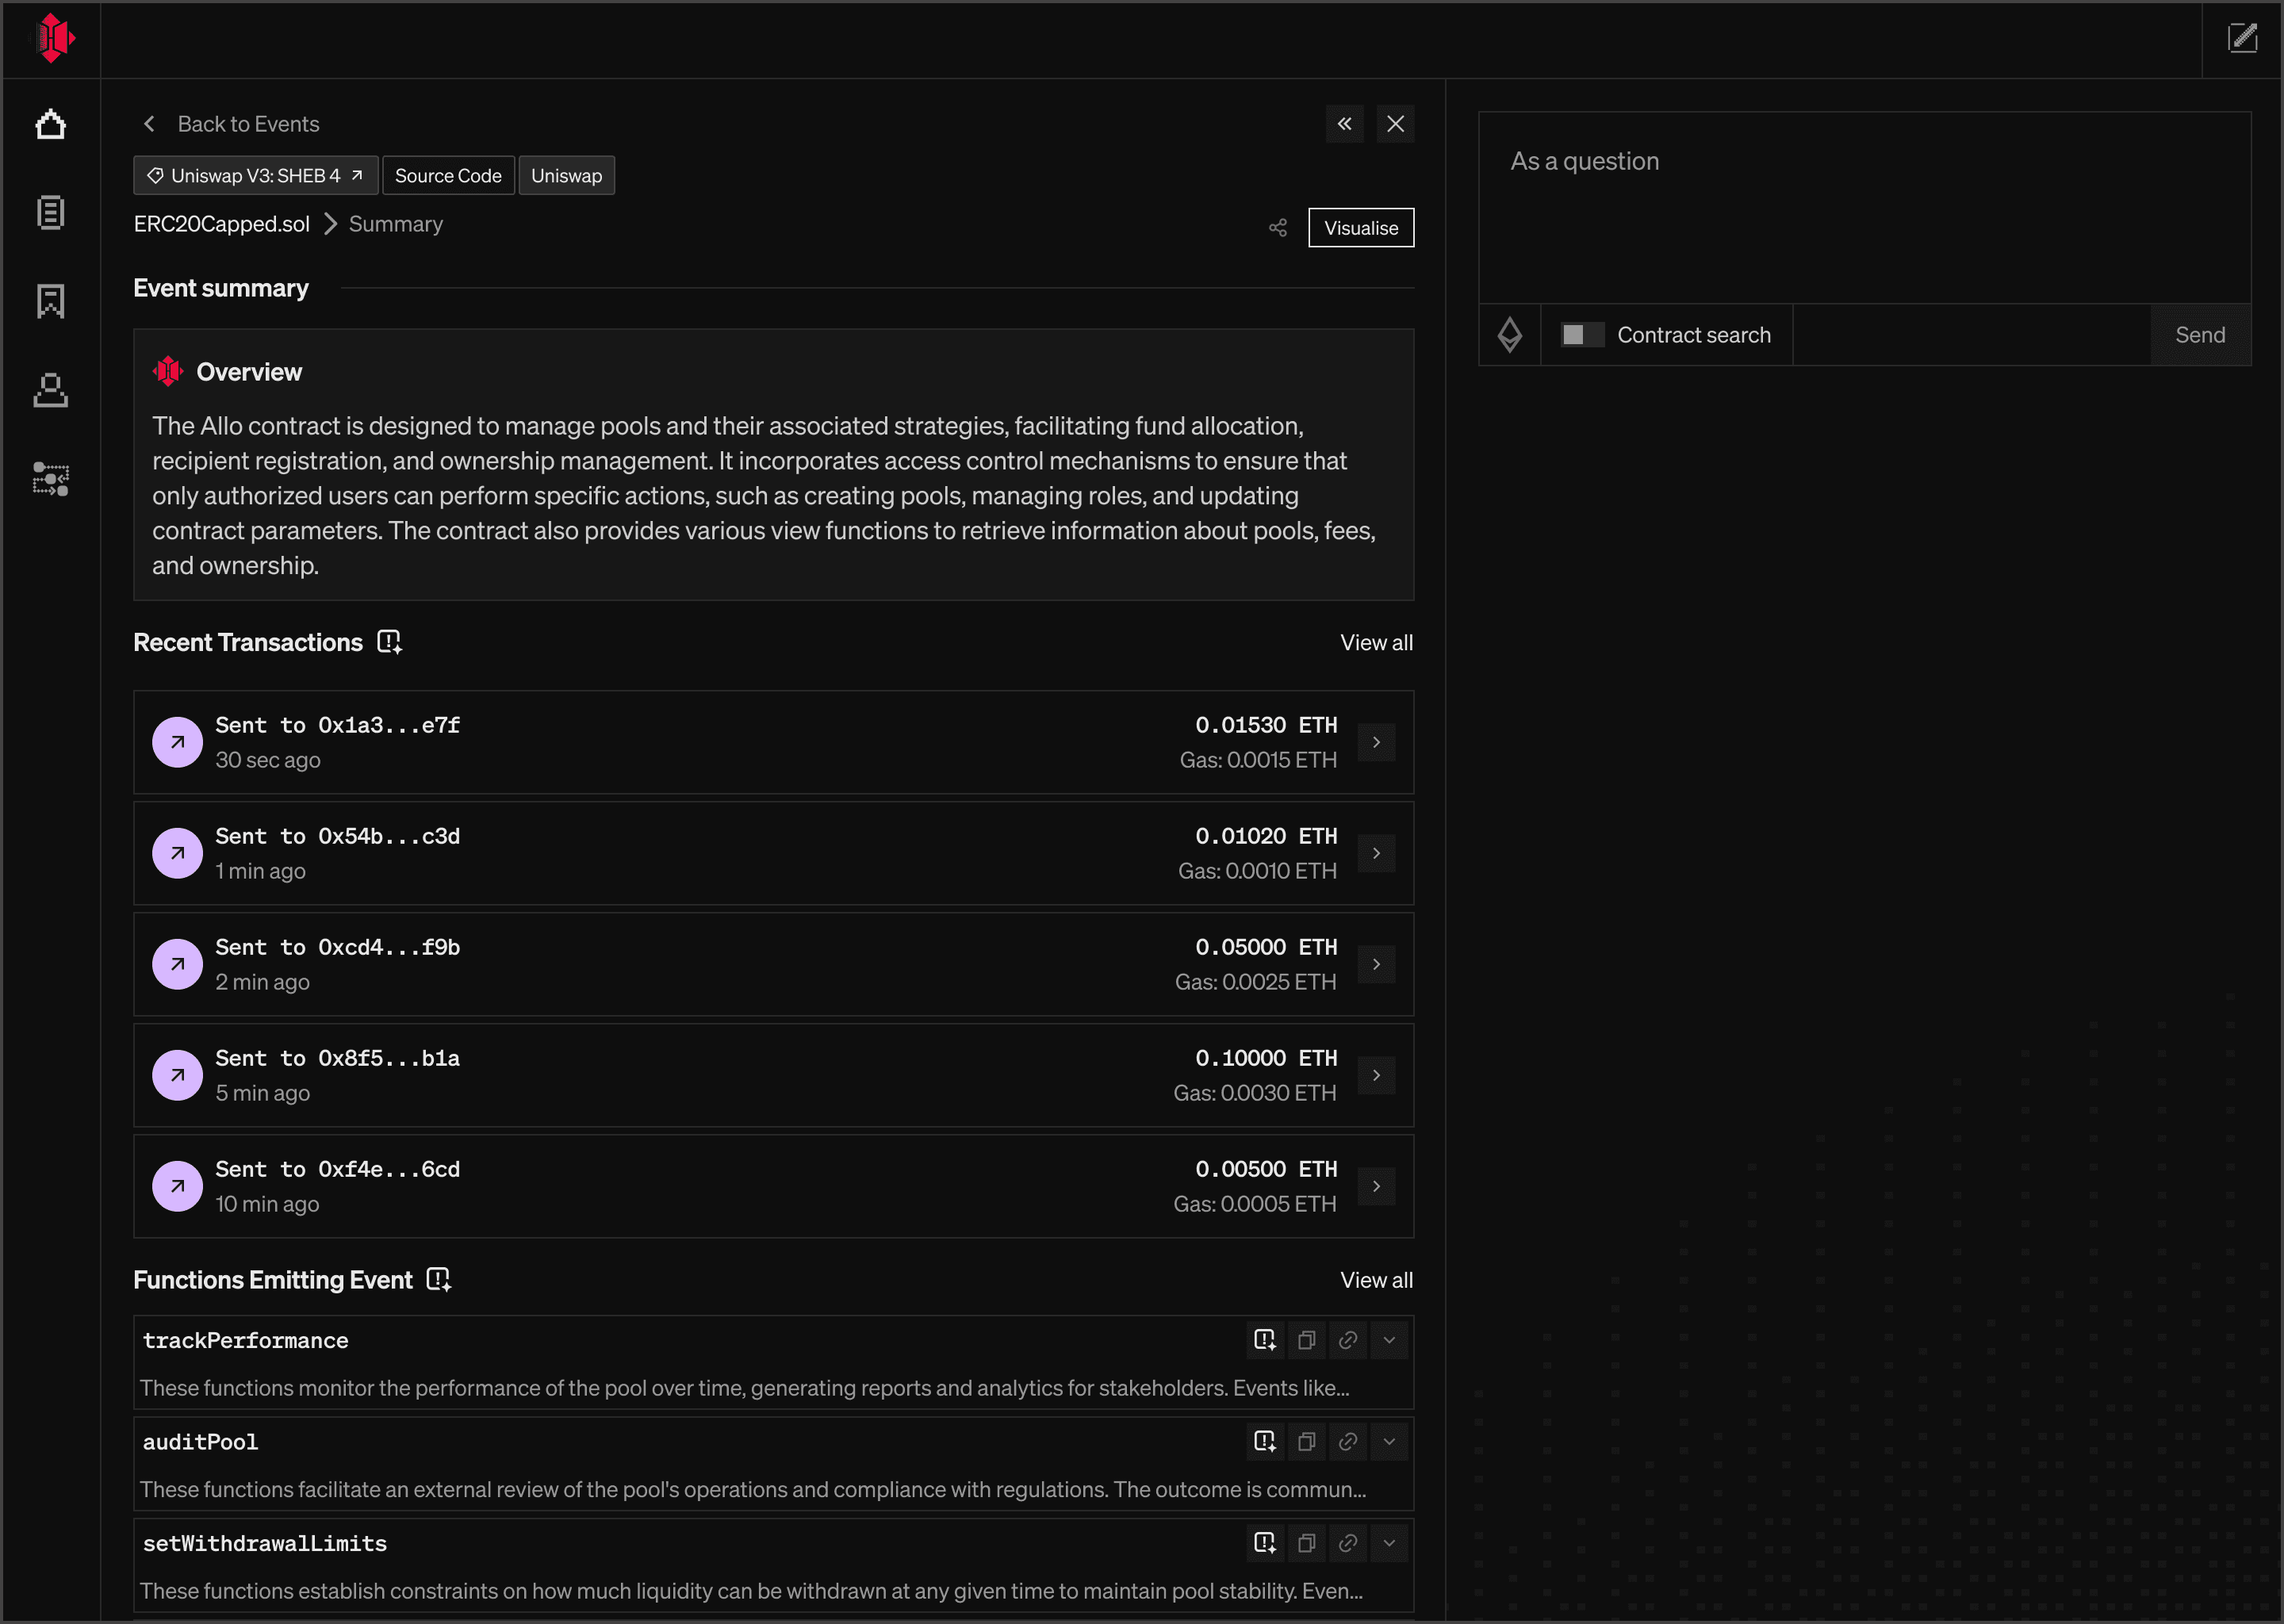 Back to Events
Uniswap V3: SHEB 4 Source Code Uniswap
ERC20Capped.sol Summary
Visualise
Event summary
Overview
The Allo contract is designed to manage pools and their associated strategies, facilitating fund allocation,
recipient registration, and ownership management. It incorporates access control mechanisms to ensure that
only authorized users can perform specific actions, such as creating pools, managing roles, and updating
contract parameters. The contract also provides various view functions to retrieve information about pools, fees,
and ownership.
Recent Transactions View all
Sent to 0x1a3...e7f 0.01530 ETH
30 sec ago Gas: 0.0015 ETH
Sent to 0x54b...c3d 0.01020 ETH
1 min ago Gas: 0.0010 ETH
Sent to 0xcd4...f9b 0.05000 ETH
2 min ago Gas: 0.0025 ETH
Sent to 0x8f5...b1a 0.10000 ETH
5 min ago Gas: 0.0030 ETH
Sent to 0xf4e...6cd 0.00500 ETH
10 min ago Gas: 0.0005 ETH
Functions Emitting Event View all
trackPerformance
These functions monitor the performance of the pool over time, generating reports and analytics for stakeholders. Events like...
auditPool
These functions facilitate an external review of the pool's operations and compliance with regulations. The outcome is commun...
setWithdrawalLimits
These functions establish constraints on how much liquidity can be withdrawn at any given time to maintain pool stability. Even...
As a question
Contract search
Send